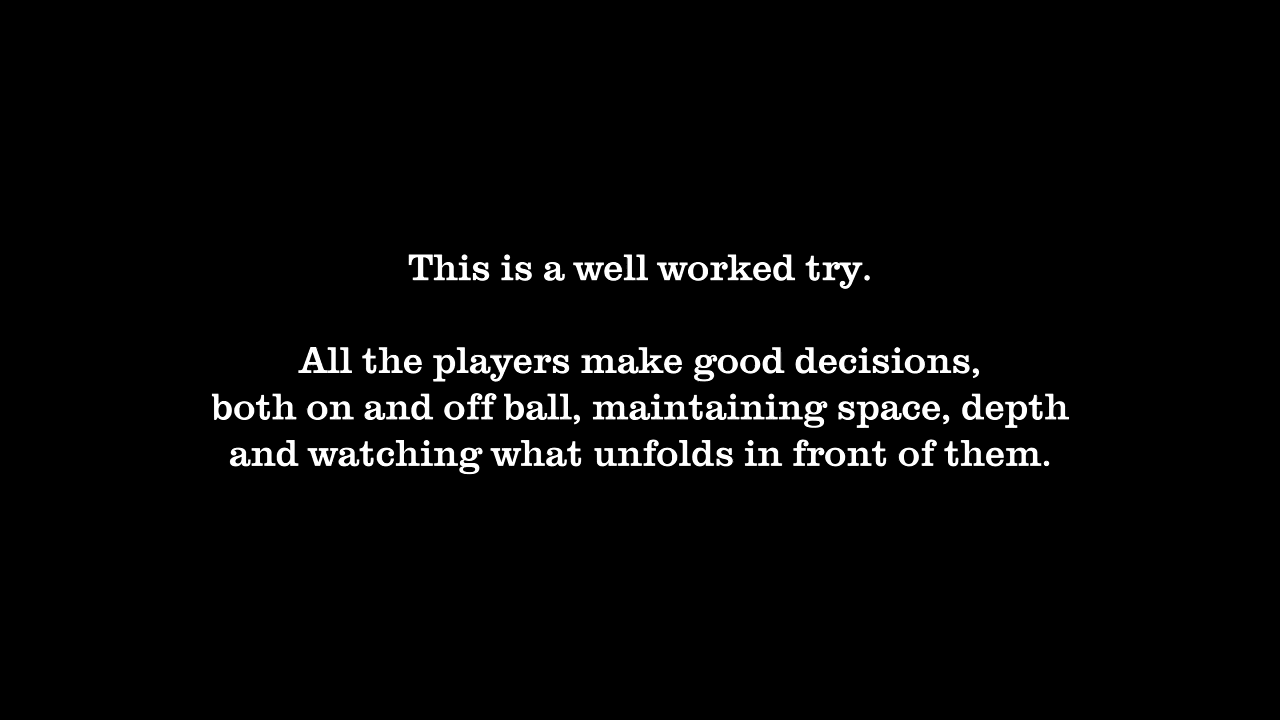 This is a well worked try.
All the players make good decisions,
both on and off ball, maintaining space, depth
and watching what unfolds in front of them.